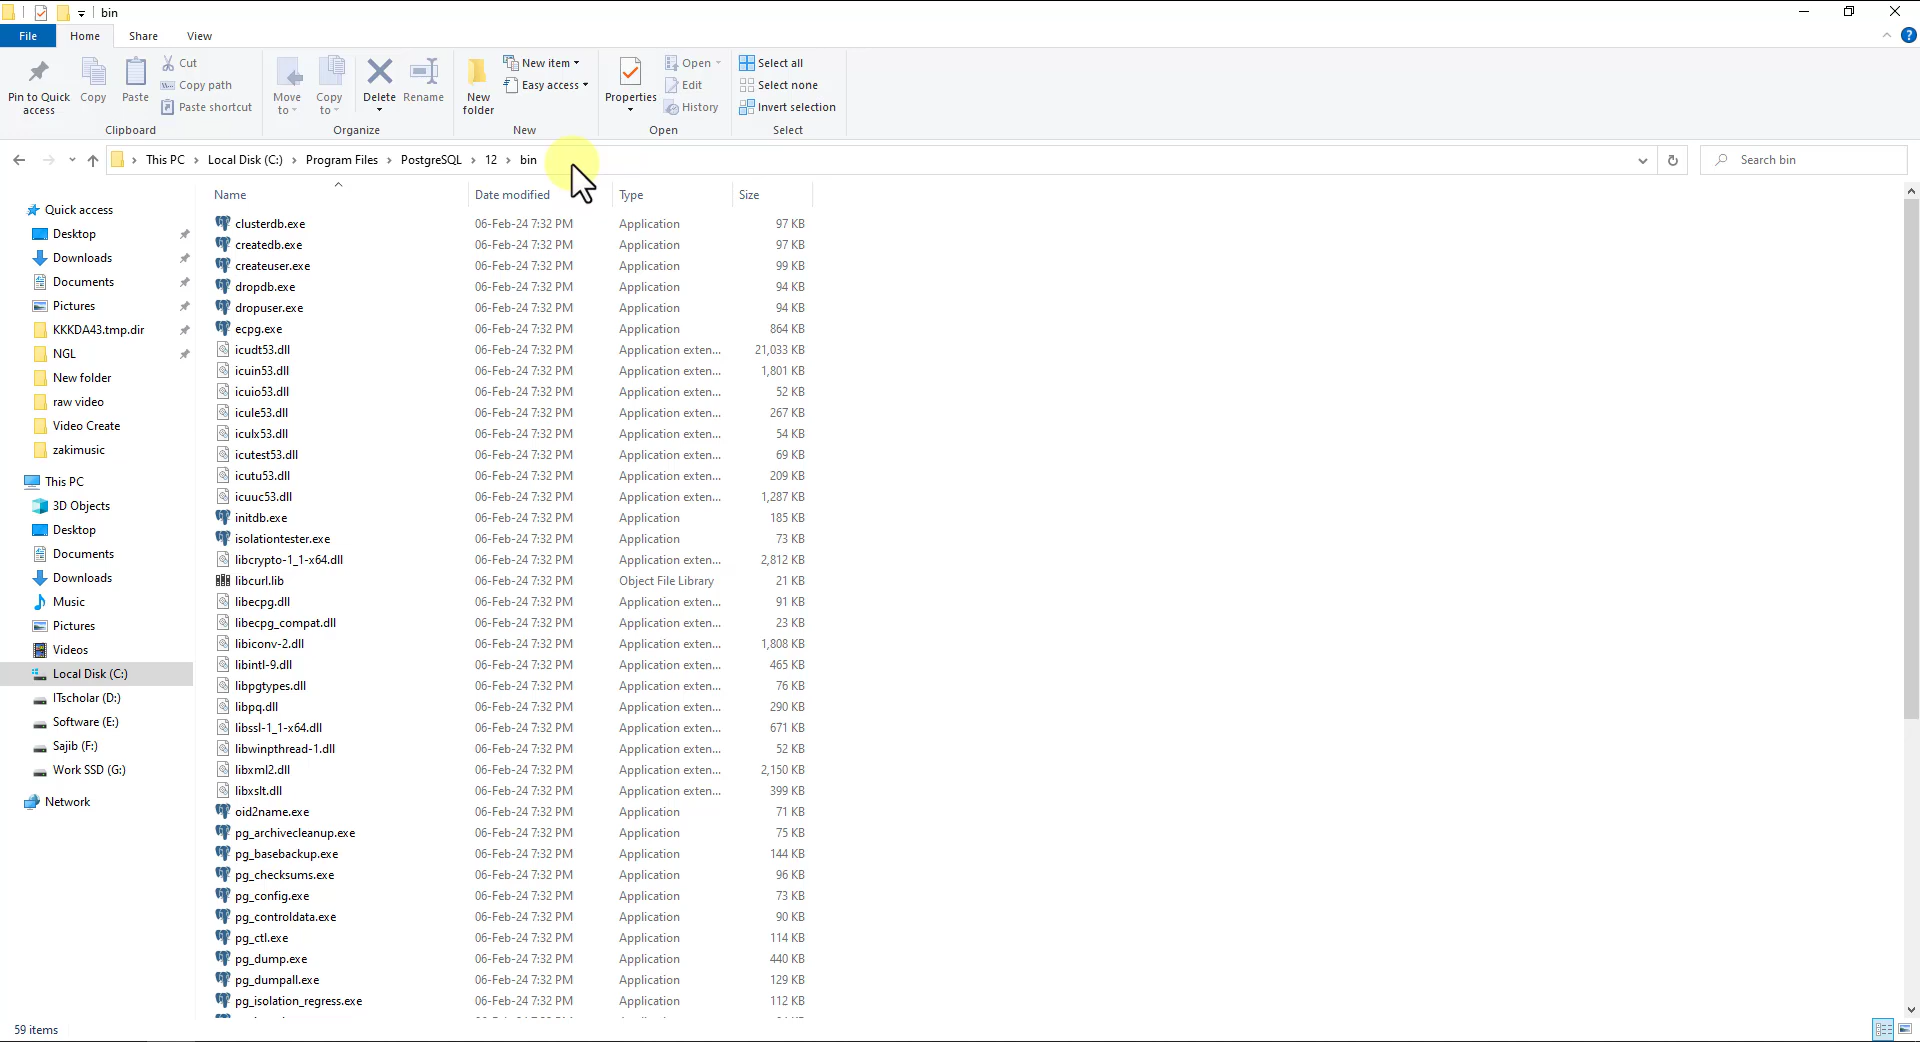 bin
File Home Share View
Pin to Quick access
Copy
Paste
Cut
Copy path
Paste shortcut
Clipboard
Move to
Copy to
Delete
Rename
Organize
New folder
New item
Easy access
New
Properties
Open
Edit
History
Open
Select all
Select none
Invert selection
Select
This PC › Local Disk (C:) › Program Files › PostgreSQL › 12 › bin
Search bin
Quick access
Desktop
Downloads
Documents
Pictures
KKKDA43.tmp.dir
NGL
New folder
raw video
Video Create
zakimusic
This PC
3D Objects
Desktop
Documents
Downloads
Music
Pictures
Videos
Local Disk (C:)
ITscholar (D:)
Software (E:)
Sajib (F:)
Work SSD (G:)
Network
Name Date modified Type Size
clusterdb.exe 06-Feb-24 7:32 PM Application 97 KB
createdb.exe 06-Feb-24 7:32 PM Application 97 KB
createuser.exe 06-Feb-24 7:32 PM Application 99 KB
dropdb.exe 06-Feb-24 7:32 PM Application 94 KB
dropuser.exe 06-Feb-24 7:32 PM Application 94 KB
ecpg.exe 06-Feb-24 7:32 PM Application 864 KB
icudt53.dll 06-Feb-24 7:32 PM Application exten... 21,033 KB
icuin53.dll 06-Feb-24 7:32 PM Application exten... 1,801 KB
icuio53.dll 06-Feb-24 7:32 PM Application exten... 52 KB
icule53.dll 06-Feb-24 7:32 PM Application exten... 267 KB
iculx53.dll 06-Feb-24 7:32 PM Application exten... 54 KB
icutest53.dll 06-Feb-24 7:32 PM Application exten... 69 KB
icutu53.dll 06-Feb-24 7:32 PM Application exten... 209 KB
icuuc53.dll 06-Feb-24 7:32 PM Application exten... 1,287 KB
initdb.exe 06-Feb-24 7:32 PM Application 185 KB
isolationtester.exe 06-Feb-24 7:32 PM Application 73 KB
libcrypto-1_1-x64.dll 06-Feb-24 7:32 PM Application exten... 2,812 KB
libcurl.lib 06-Feb-24 7:32 PM Object File Library 21 KB
libecpg.dll 06-Feb-24 7:32 PM Application exten... 91 KB
libecpg_compat.dll 06-Feb-24 7:32 PM Application exten... 23 KB
libiconv-2.dll 06-Feb-24 7:32 PM Application exten... 1,808 KB
libintl-9.dll 06-Feb-24 7:32 PM Application exten... 465 KB
libpgtypes.dll 06-Feb-24 7:32 PM Application exten... 76 KB
libpq.dll 06-Feb-24 7:32 PM Application exten... 290 KB
libssl-1_1-x64.dll 06-Feb-24 7:32 PM Application exten... 671 KB
libwinpthread-1.dll 06-Feb-24 7:32 PM Application exten... 52 KB
libxml2.dll 06-Feb-24 7:32 PM Application exten... 2,150 KB
libxslt.dll 06-Feb-24 7:32 PM Application exten... 399 KB
oid2name.exe 06-Feb-24 7:32 PM Application 71 KB
pg_archivecleanup.exe 06-Feb-24 7:32 PM Application 75 KB
pg_basebackup.exe 06-Feb-24 7:32 PM Application 144 KB
pg_checksums.exe 06-Feb-24 7:32 PM Application 96 KB
pg_config.exe 06-Feb-24 7:32 PM Application 73 KB
pg_controldata.exe 06-Feb-24 7:32 PM Application 90 KB
pg_ctl.exe 06-Feb-24 7:32 PM Application 114 KB
pg_dump.exe 06-Feb-24 7:32 PM Application 440 KB
pg_dumpall.exe 06-Feb-24 7:32 PM Application 129 KB
pg_isolation_regress.exe 06-Feb-24 7:32 PM Application 112 KB
59 items